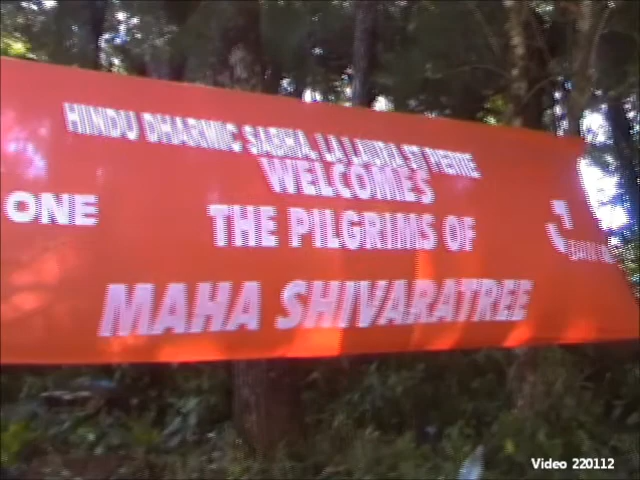 HINDU DHARMIC SABHA, LA LAURA ST PIERRE
WELCOMES
ONE
THE PILGRIMS OF
MAHA SHIVARATREE
Video 220112